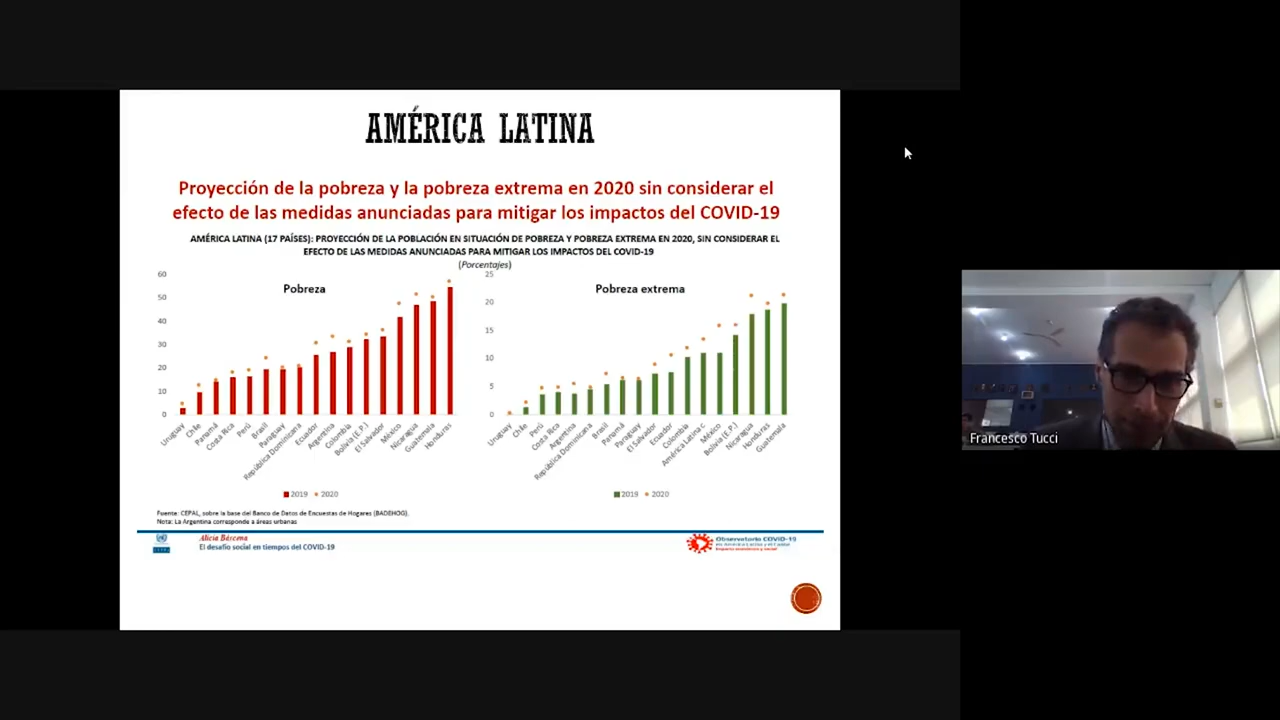 AMÉRICA LATINA
Proyección de la pobreza y la pobreza extrema en 2020 sin considerar el
efecto de las medidas anunciadas para mitigar los impactos del COVID-19
AMÉRICA LATINA (17 PAÍSES): PROYECCIÓN DE LA POBLACIÓN EN SITUACIÓN DE POBREZA Y POBREZA EXTREMA EN 2020, SIN CONSIDERAR EL
EFECTO DE LAS MEDIDAS ANUNCIADAS PARA MITIGAR LOS IMPACTOS DEL COVID-19
(Porcentajes)
Pobreza
60
50
40
30
20
10
0
Uruguay
Chile
Panamá
Costa Rica
Perú
Brasil
Paraguay
República Dominicana
Ecuador
Argentina
Colombia
Bolivia (E.P.)
El Salvador
México
Nicaragua
Guatemala
Honduras
2019 2020
Pobreza extrema
25
20
15
10
5
0
Uruguay
Chile
Perú
Costa Rica
Argentina
República Dominicana
Brasil
Panamá
Paraguay
El Salvador
Ecuador
Colombia
América Latina c
México
Bolivia (E.P.)
Nicaragua
Honduras
Guatemala
2019 2020
Fuente: CEPAL, sobre la base del Banco de Datos de Encuestas de Hogares (BADEHOG).
Nota: La Argentina corresponde a áreas urbanas
Alicia Bárcena
El desafío social en tiempos del COVID-19
Observatorio COVID-19
Francesco Tucci